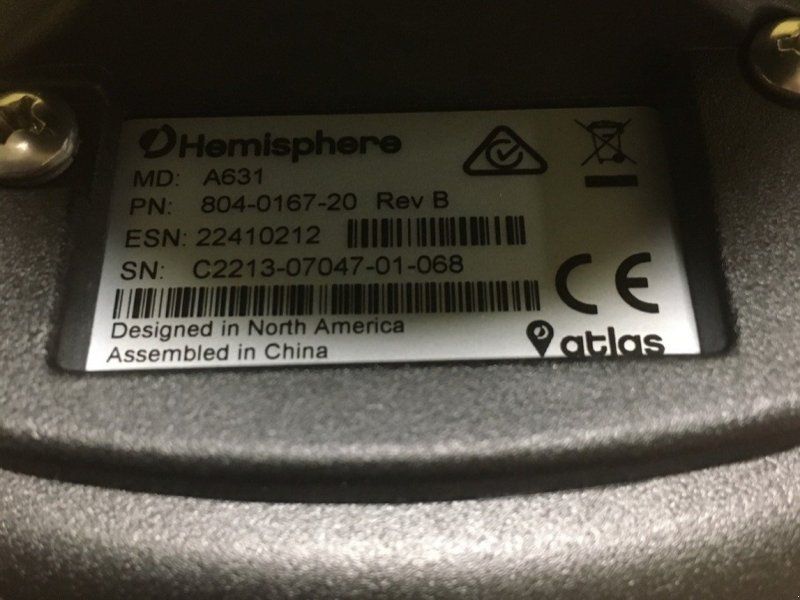 Hemisphere
MD: A631
PN: 804-0167-20 Rev B
ESN: 22410212
SN: C2213-07047-01-068
CE
Designed in North America
Assembled in China
atlas